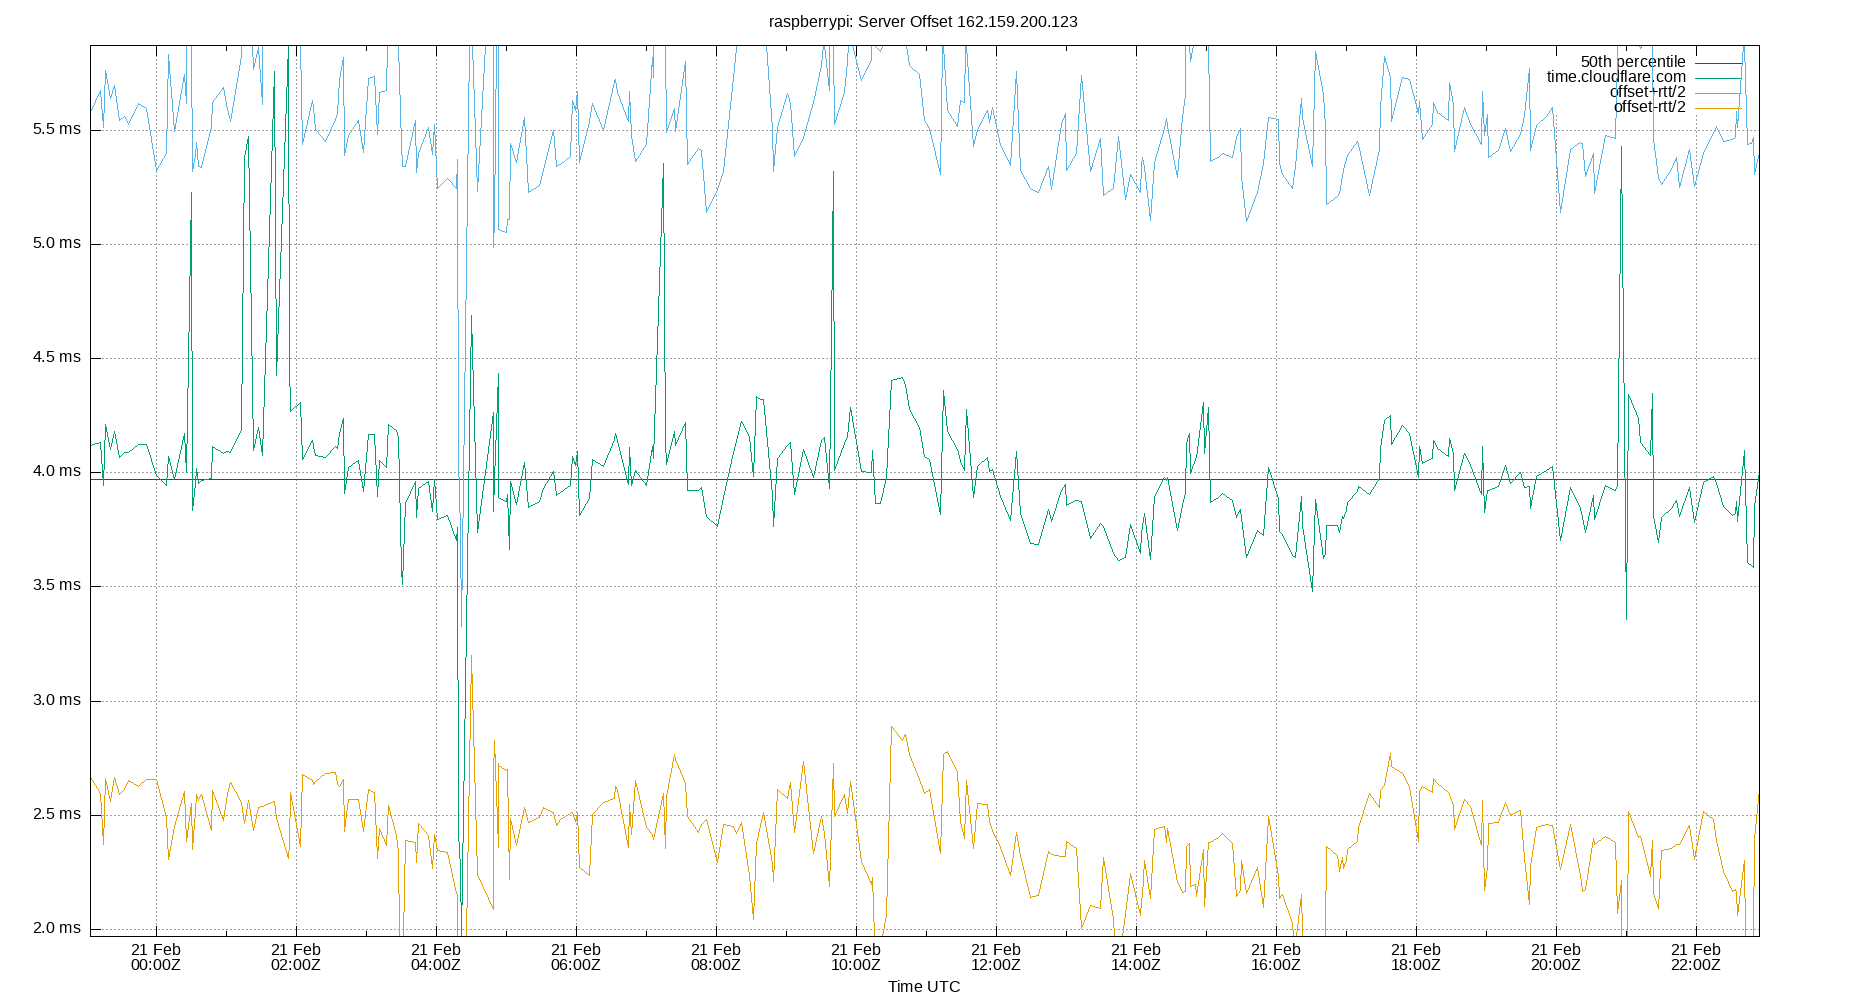 raspberrypi: Server Offset 162.159.200.123
50th percentile
time.cloudflare.com
offset+rtt/2
offset-rtt/2
5.5 ms
5.0 ms
4.5 ms
4.0 ms
3.5 ms
3.0 ms
2.5 ms
2.0 ms
21 Feb 21 Feb 21 Feb 21 Feb 21 Feb 21 Feb 21 Feb 21 Feb 21 Feb 21 Feb 21 Feb 21 Feb
00:00Z 02:00Z 04:00Z 06:00Z 08:00Z 10:00Z 12:00Z 14:00Z 16:00Z 18:00Z 20:00Z 22:00Z
Time UTC